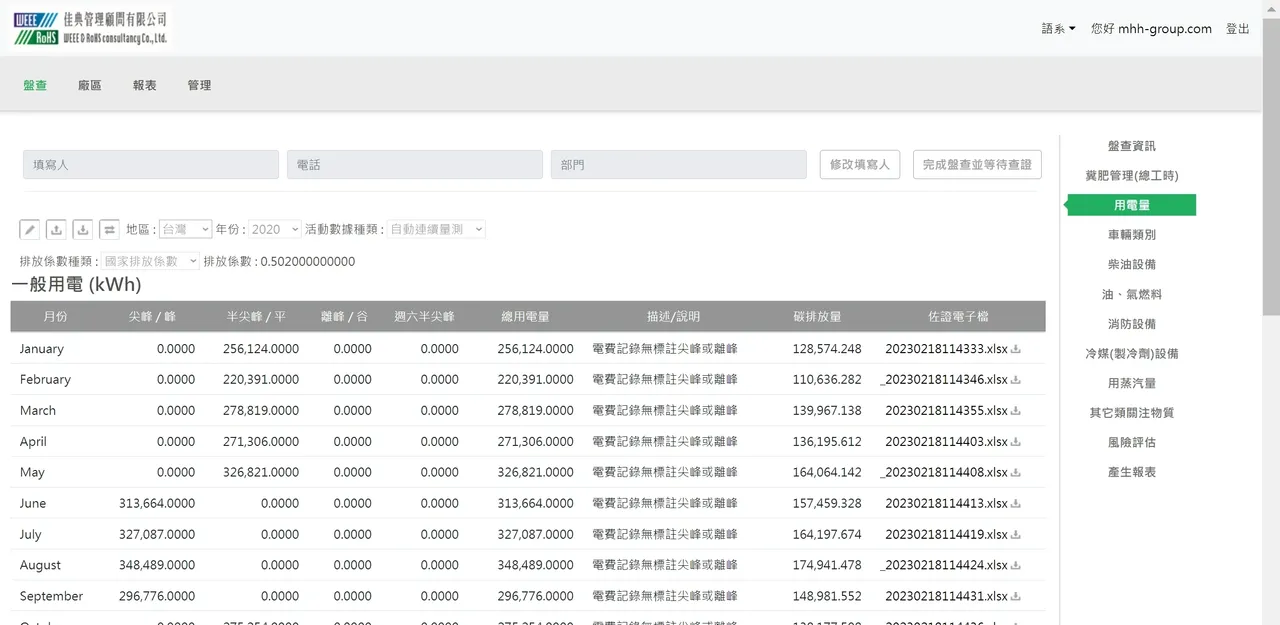 WEEE RoHS 佳典管理顧問有限公司
WEEE & RoHS consultancy Co., Ltd.
語系 您好 mhh-group.com 登出
盤查 廠區 報表 管理
填寫人 電話 部門 修改填寫人 完成盤查並等待查證
地區 : 台灣 年份 : 2020 活動數據種類 : 自動連續量測
排放係數種類 : 國家排放係數 排放係數 : 0.502000000000
一般用電 (kWh)
月份 尖峰 / 峰 半尖峰 / 平 離峰 / 谷 週六半尖峰 總用電量 描述/說明 碳排放量 佐證電子檔
January 0.0000 256,124.0000 0.0000 0.0000 256,124.0000 電費記錄無標註尖峰或離峰 128,574.248 20230218114333.xlsx
February 0.0000 220,391.0000 0.0000 0.0000 220,391.0000 電費記錄無標註尖峰或離峰 110,636.282 _20230218114346.xlsx
March 0.0000 278,819.0000 0.0000 0.0000 278,819.0000 電費記錄無標註尖峰或離峰 139,967.138 20230218114355.xlsx
April 0.0000 271,306.0000 0.0000 0.0000 271,306.0000 電費記錄無標註尖峰或離峰 136,195.612 20230218114403.xlsx
May 0.0000 326,821.0000 0.0000 0.0000 326,821.0000 電費記錄無標註尖峰或離峰 164,064.142 _20230218114408.xlsx
June 313,664.0000 0.0000 0.0000 0.0000 313,664.0000 電費記錄無標註尖峰或離峰 157,459.328 20230218114413.xlsx
July 327,087.0000 0.0000 0.0000 0.0000 327,087.0000 電費記錄無標註尖峰或離峰 164,197.674 20230218114419.xlsx
August 348,489.0000 0.0000 0.0000 0.0000 348,489.0000 電費記錄無標註尖峰或離峰 174,941.478 _20230218114424.xlsx
September 296,776.0000 0.0000 0.0000 0.0000 296,776.0000 電費記錄無標註尖峰或離峰 148,981.552 20230218114431.xlsx
盤查資訊
糞肥管理(總工時)
用電量
車輛類別
柴油設備
油、氣燃料
消防設備
冷媒(製冷劑)設備
用蒸汽量
其它類關注物質
風險評估
產生報表